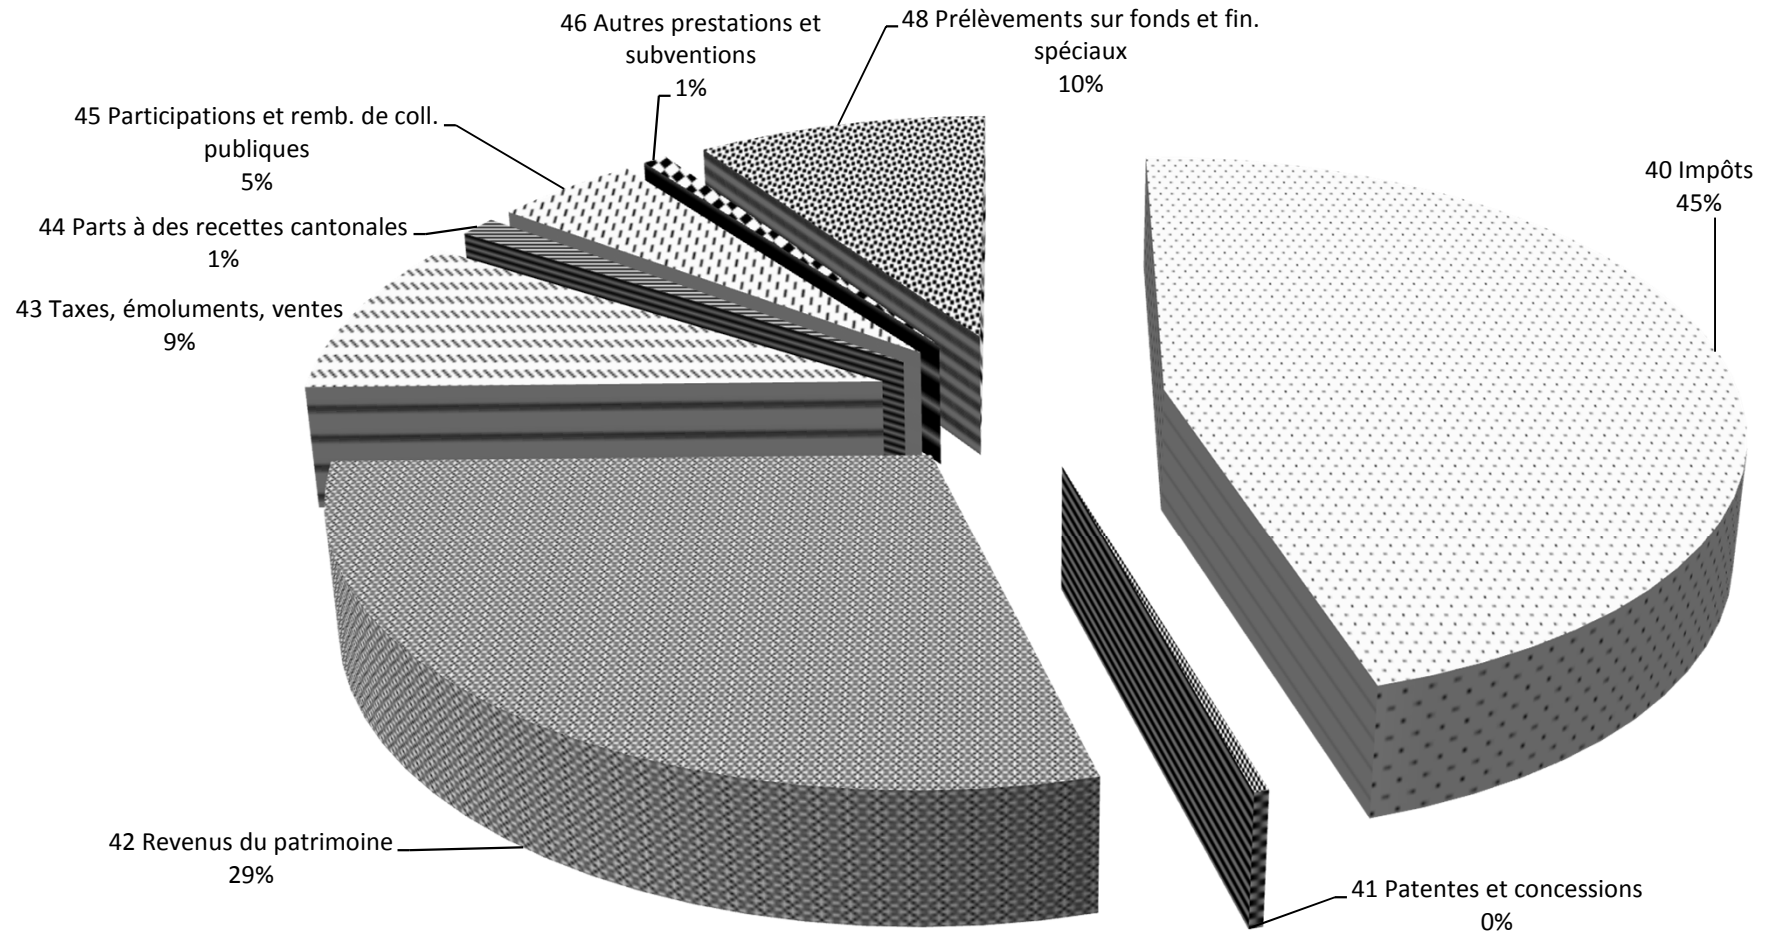 46 Autres prestations et
subventions
1%
48 Prélèvements sur fonds et fin.
spéciaux
10%
45 Participations et remb. de coll.
publiques
5%
40 Impôts
45%
44 Parts à des recettes cantonales
1%
43 Taxes, émoluments, ventes
9%
42 Revenus du patrimoine
29%
41 Patentes et concessions
0%